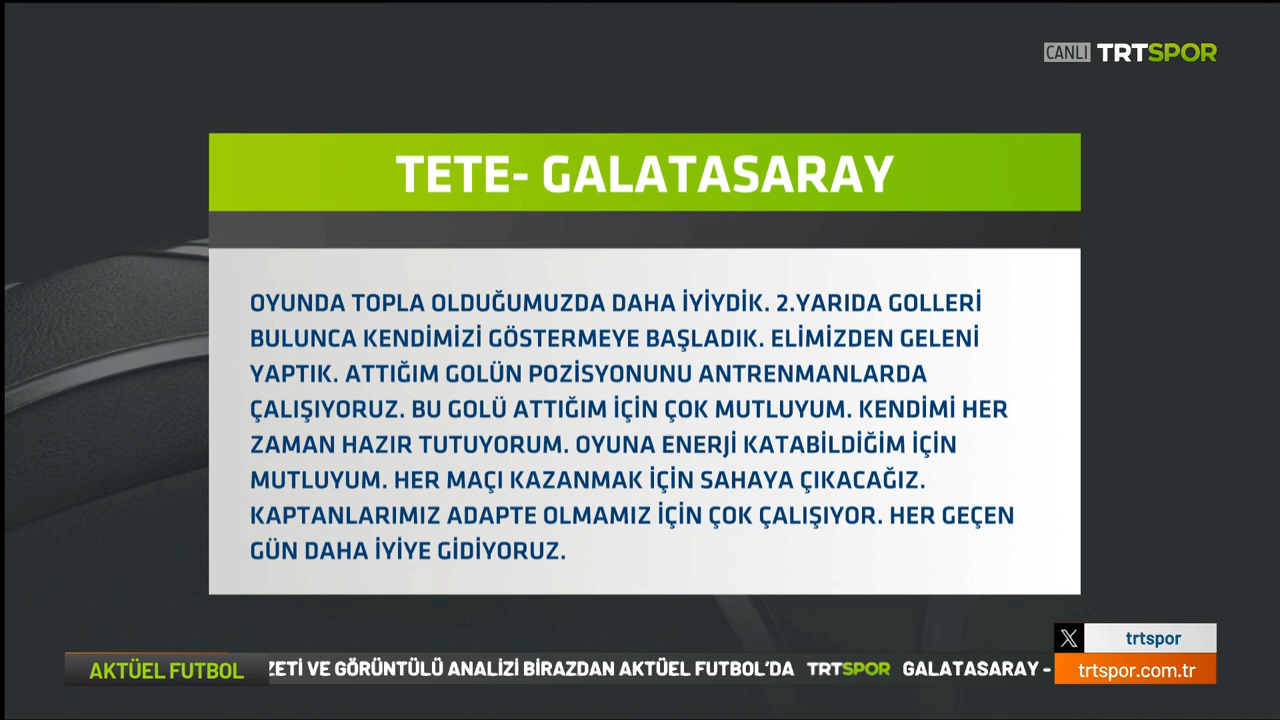 CANLI TRTSPOR
TETE- GALATASARAY
OYUNDA TOPLA OLDUĞUMUZDA DAHA İYİYDİK. 2.YARIDA GOLLERİ
BULUNCA KENDİMİZİ GÖSTERMEYE BAŞLADIK. ELİMİZDEN GELENİ
YAPTIK. ATTIĞIM GOLÜN POZİSYONUNU ANTRENMANLARDA
ÇALIŞIYORUZ. BU GOLÜ ATTIĞIM İÇİN ÇOK MUTLUYUM. KENDİMİ HER
ZAMAN HAZIR TUTUYORUM. OYUNA ENERJİ KATABİLDİĞİM İÇİN
MUTLUYUM. HER MAÇI KAZANMAK İÇİN SAHAYA ÇIKACAĞIZ.
KAPTANLARIMIZ ADAPTE OLMAMIZ İÇİN ÇOK ÇALIŞIYOR. HER GEÇEN
GÜN DAHA İYİYE GİDİYORUZ.
X trtspor
AKTÜEL FUTBOL ZETİ VE GÖRÜNTÜLÜ ANALİZİ BİRAZDAN AKTÜEL FUTBOL'DA TRTSPOR GALATASARAY -
trtspor.com.tr